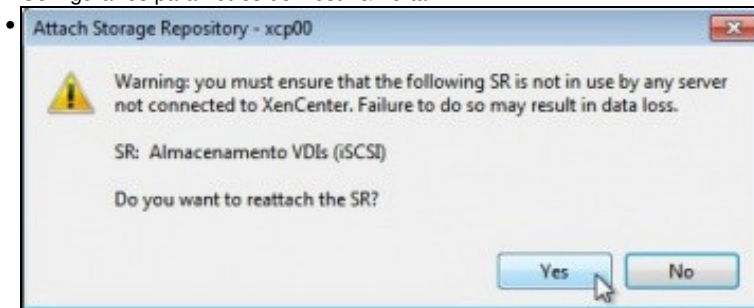 Attach Storage Repository - xcp00
Warning: you must ensure that the following SR is not in use by any server
not connected to XenCenter. Failure to do so may result in data loss.
SR: Almacenamento VDIs (iSCSI)
Do you want to reattach the SR?
Yes No